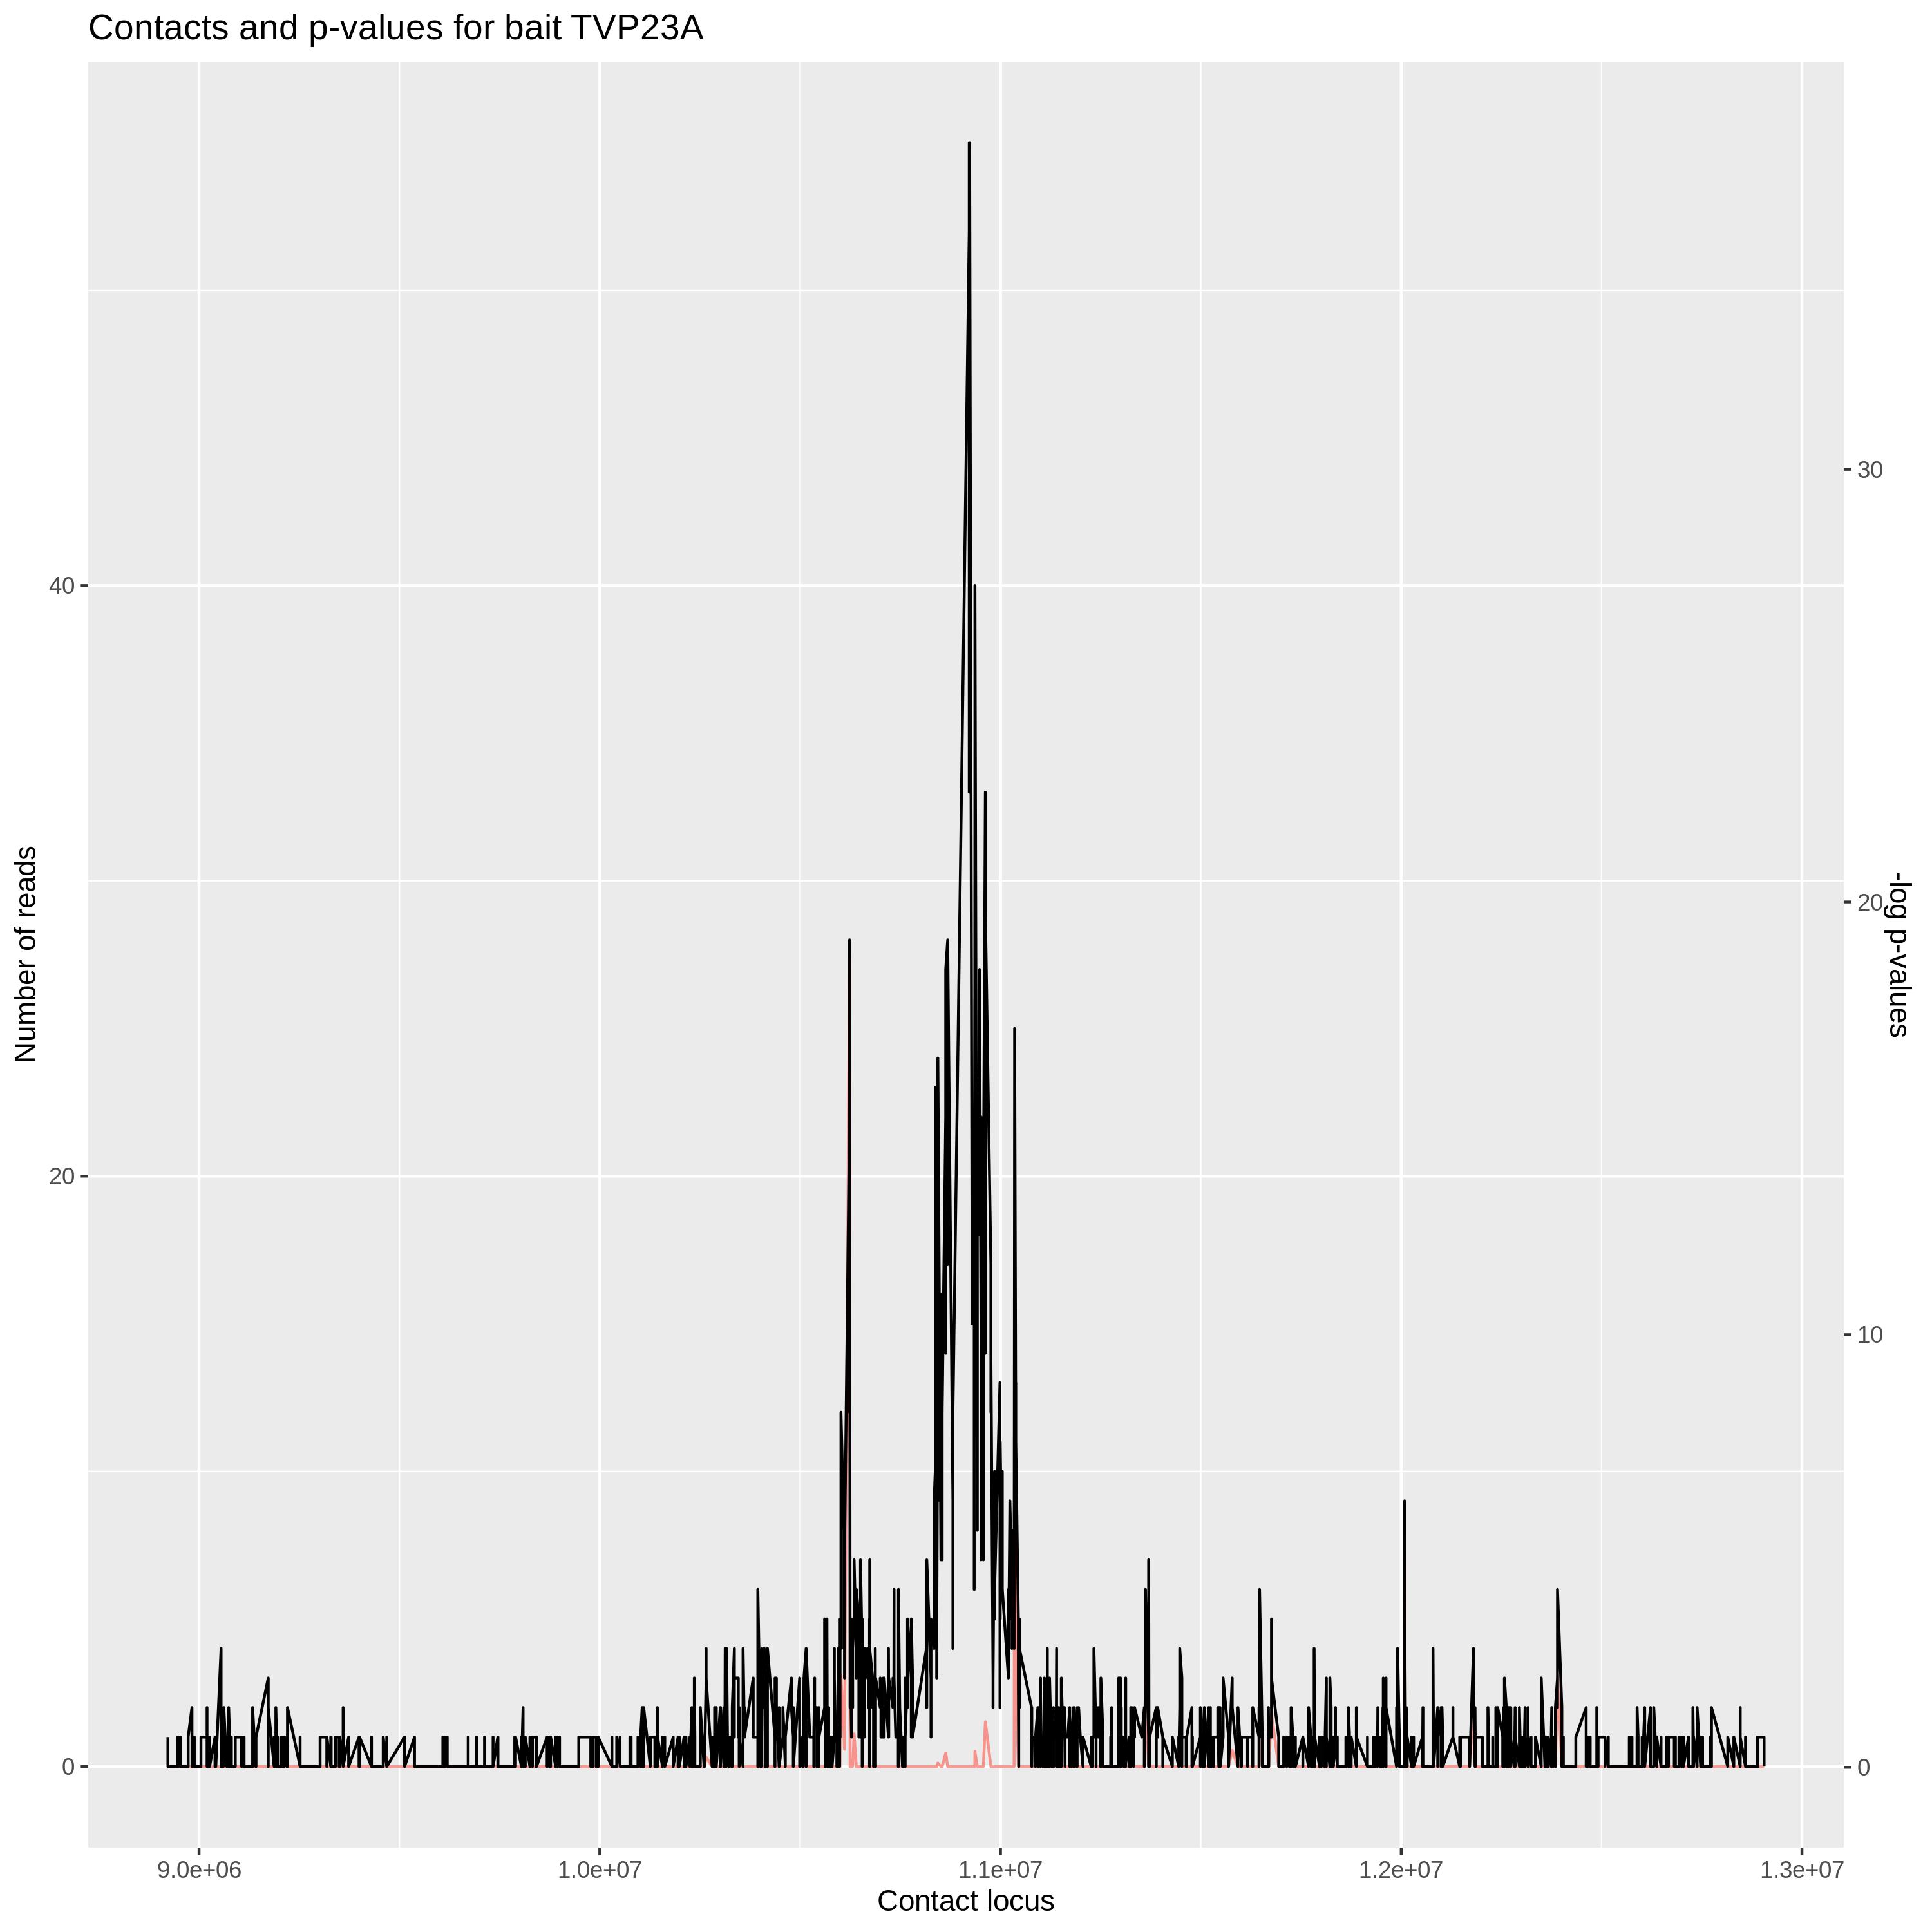 Contacts and p-values for bait TVP23A
40
20
0
Number of reads
30
20
10
0
-log p-values
9.0e+06
1.0e+07
1.1e+07
1.2e+07
1.3e+07
Contact locus